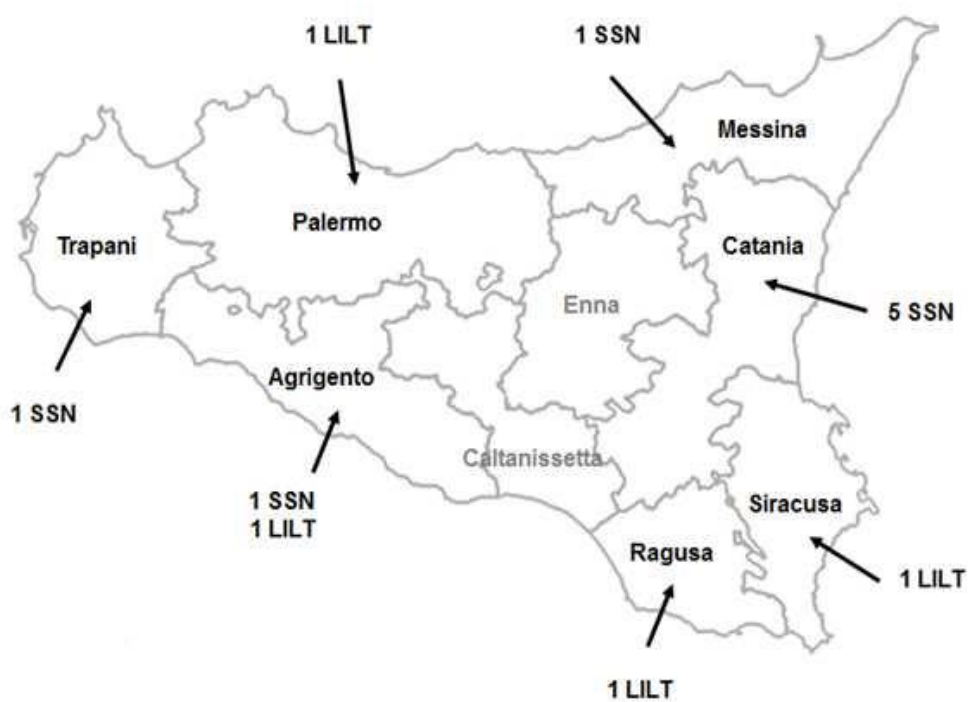 1 LILT
1 SSN
Messina
Palermo
Trapani
Catania
Enna
5 SSN
Agrigento
1 SSN
Caltanissetta
1 SSN
1 LILT
Siracusa
Ragusa
1 LILT
1 LILT